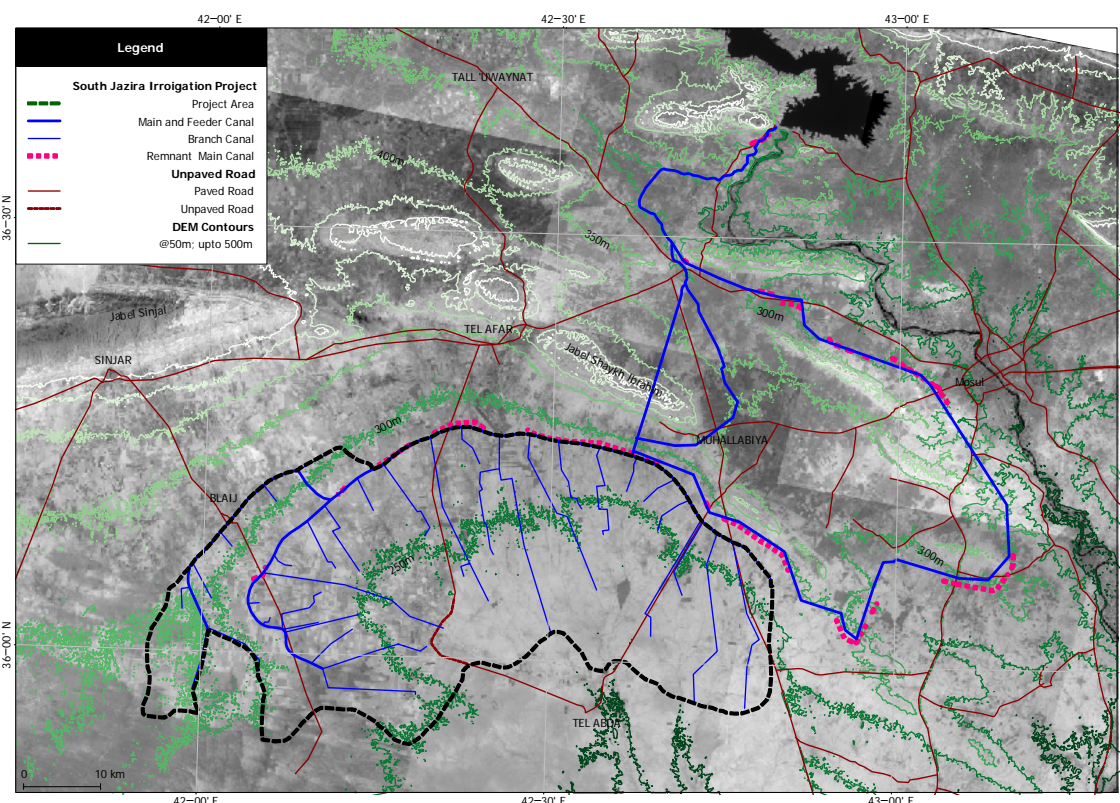 42—00' E
42—30' E
43—00' E
Legend
South Jazira Irroigation Project
Project Area
Main and Feeder Canal
Branch Canal
Remnant Main Canal
Unpaved Road
Paved Road
Unpaved Road
DEM Contours
@50m; upto 500m
TALL 'UWAYNAT
400m
36—30' N
350m
Jabel Sinjal
300m
TEL AFAR
SINJAR
Jabel Shaykh Ibrahim
Mosul
300m
MUHALLABIYA
BLAIJ
250m
300m
36—00' N
TEL ABDA
0 10 km
42—00' E
42—30' E
43—00' E